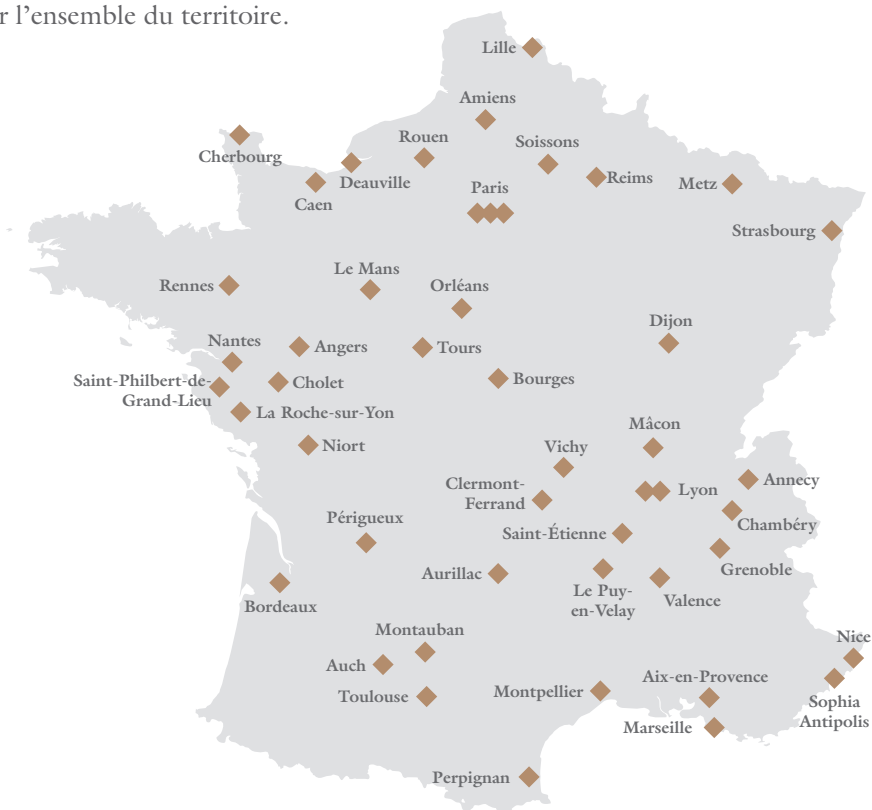 r l’ensemble du territoire.
Lille
Amiens
Rouen
Soissons
Cherbourg
Deauville
Reims
Metz
Caen
Paris
Strasbourg
Le Mans
Rennes
Orléans
Dijon
Nantes
Angers
Tours
Saint-Philbert-de-
Grand-Lieu
Cholet
Bourges
La Roche-sur-Yon
Mâcon
Niort
Vichy
Clermont-
Ferrand
Lyon
Annecy
Périgueux
Chambéry
Saint-Étienne
Grenoble
Aurillac
Le Puy-
en-Velay
Valence
Bordeaux
Montauban
Nice
Auch
Aix-en-Provence
Toulouse
Montpellier
Sophia
Antipolis
Marseille
Perpignan